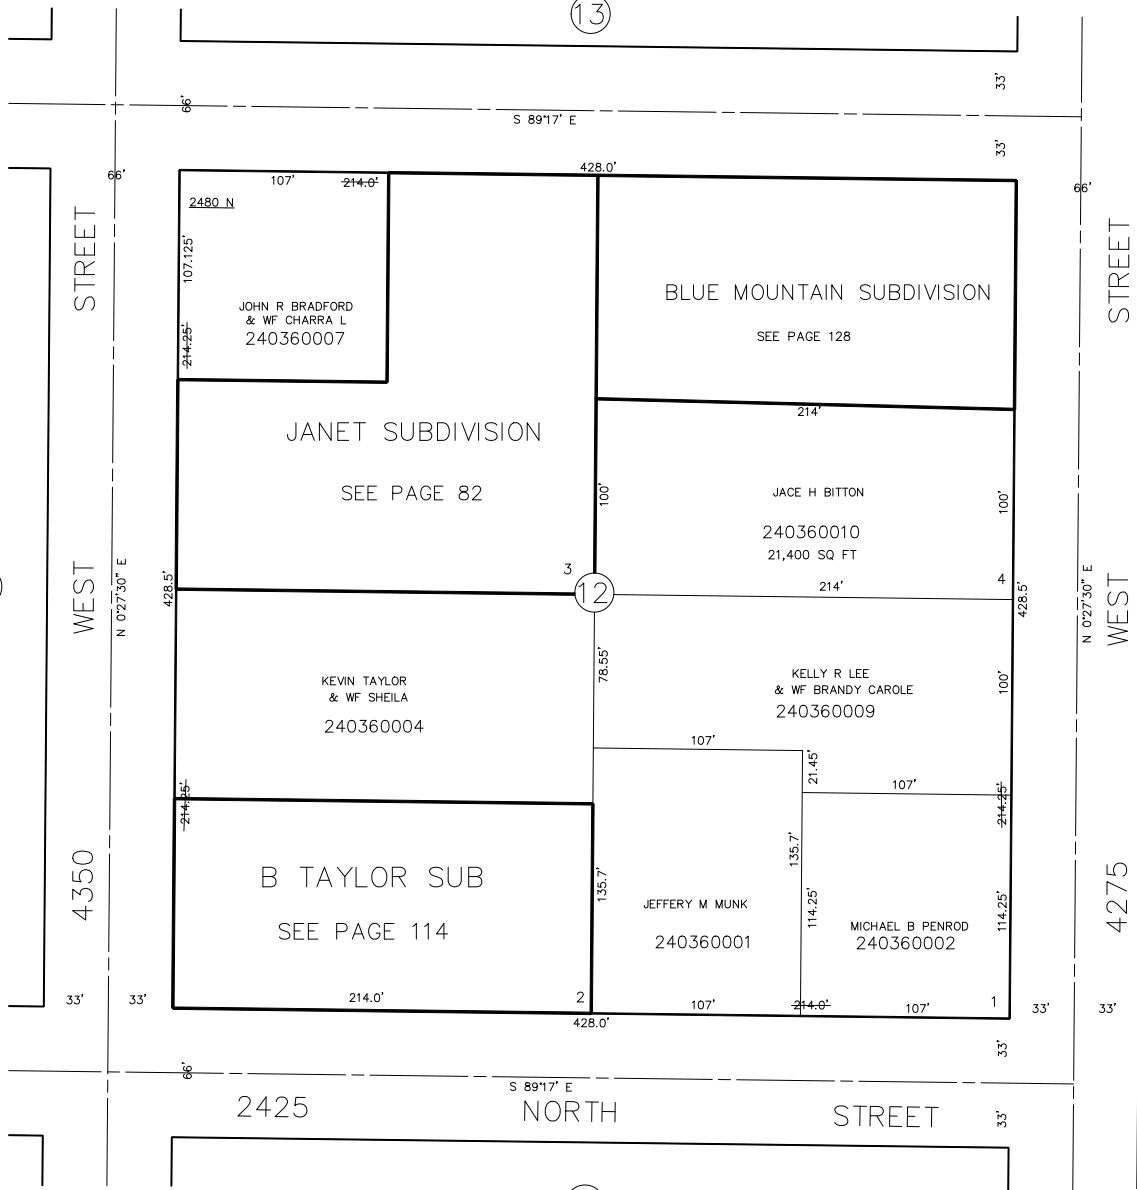 13
33'
66'
S 89°17' E
33'
66'
428.0'
107'
214.0'
66'
2480 N
STREET
107.125'
214.25'
JOHN R BRADFORD
& WF CHARRA L
240360007
BLUE MOUNTAIN SUBDIVISION
SEE PAGE 128
STREET
214'
JANET SUBDIVISION
SEE PAGE 82
100'
JACE H BITTON
240360010
21,400 SQ FT
100'
3
12
4
214'
428.5'
428.5'
WEST
N 0°27'30" E
N 0°27'30" E
WEST
78.55'
KEVIN TAYLOR
& WF SHEILA
240360004
KELLY R LEE
& WF BRANDY CAROLE
240360009
100'
107'
21.45'
107'
214.25'
214.25'
4350
B TAYLOR SUB
SEE PAGE 114
135.7'
135.7'
JEFFERY M MUNK
240360001
114.25'
MICHAEL B PENROD
240360002
114.25'
4275
33'
33'
214.0'
2
107'
214.0'
107'
1
33'
33'
428.0'
33'
66'
S 89°17' E
2425 NORTH STREET
33'